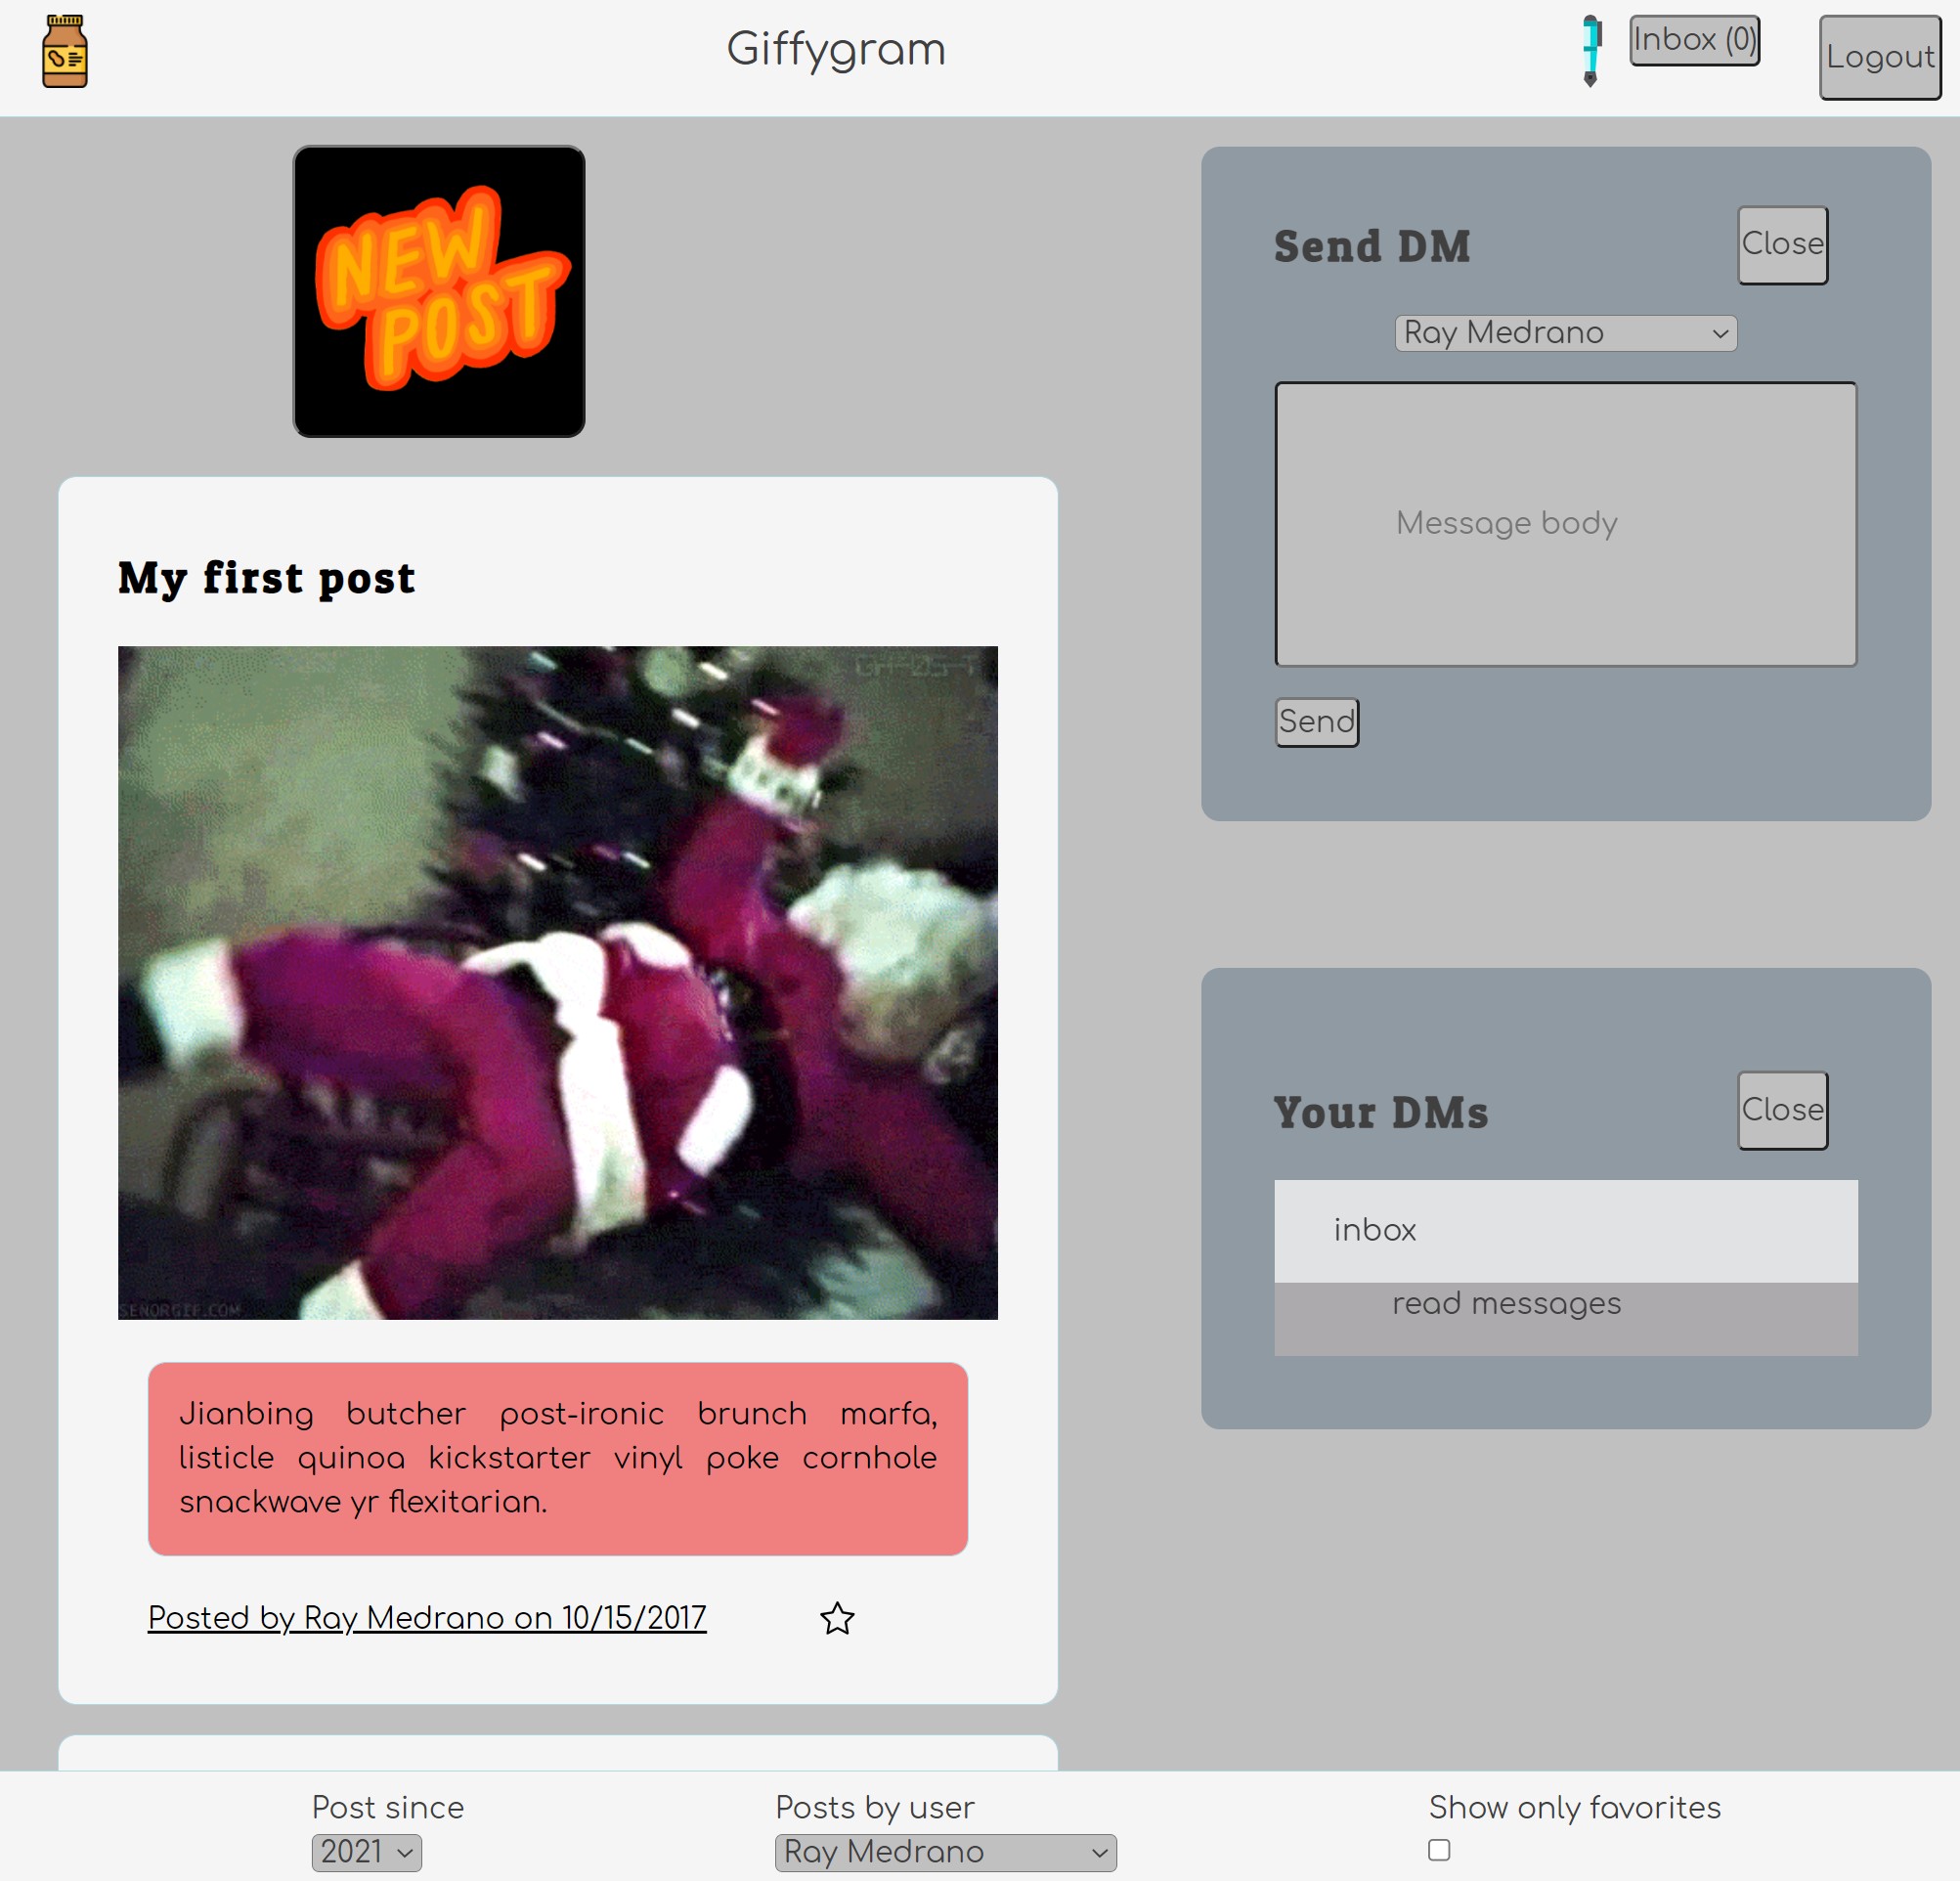 Giffygram
Inbox (0)
Logout
NEW
POST
My first post
SENORGIF.COM
Jianbing butcher post-ironic brunch marfa,
listicle quinoa kickstarter vinyl poke cornhole
snackwave yr flexitarian.
Posted by Ray Medrano on 10/15/2017
Send DM
Close
Ray Medrano
Message body
Send
Your DMs
Close
inbox
read messages
Post since
2021
Posts by user
Ray Medrano
Show only favorites